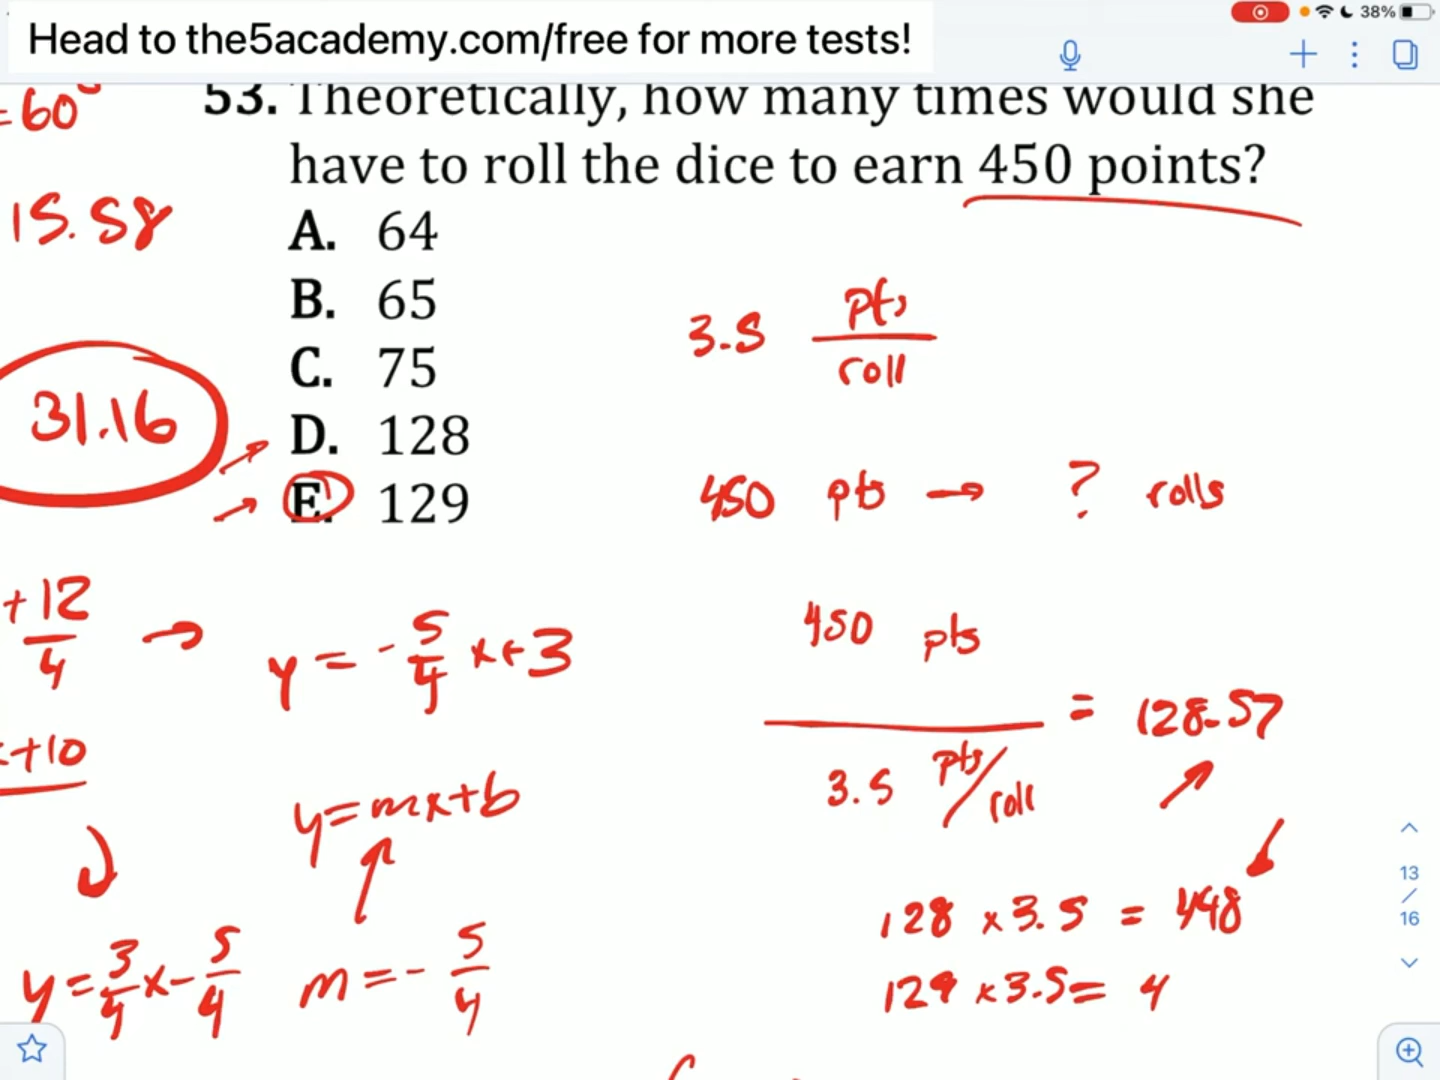 38%
Head to the5academy.com/free for more tests!
=60°
53. Theoretically, how many times would she
have to roll the dice to earn 450 points?
15.58
A. 64
B. 65
C. 75
D. 128
E. 129
3.5 pts
roll
31.16
450 pts → ? rolls
+12
4
→ y = -5/4 x+3
450 pts
3.5 pts/roll
= 128.57
+10
y=mx+b
128 x 3.5 = 448
129 x 3.5 = 4
y=3/4x-5/4
m=-5/4
13
/
16